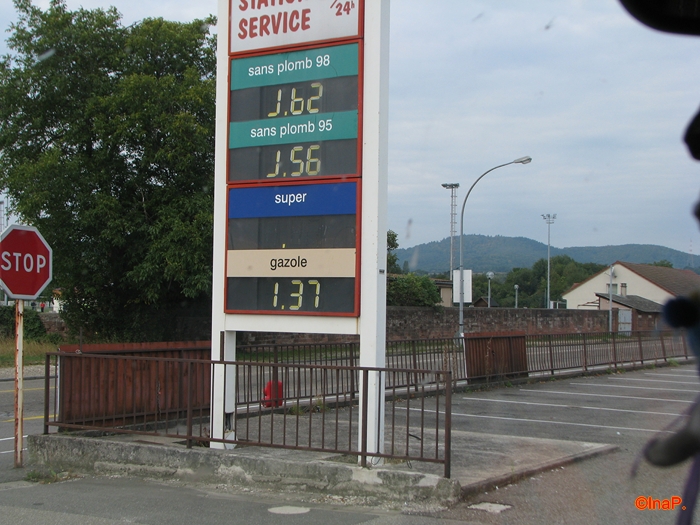 SERVICE
24h
sans plomb 98
1.62
sans plomb 95
1.56
super
gazole
1.37
STOP
©InaP.